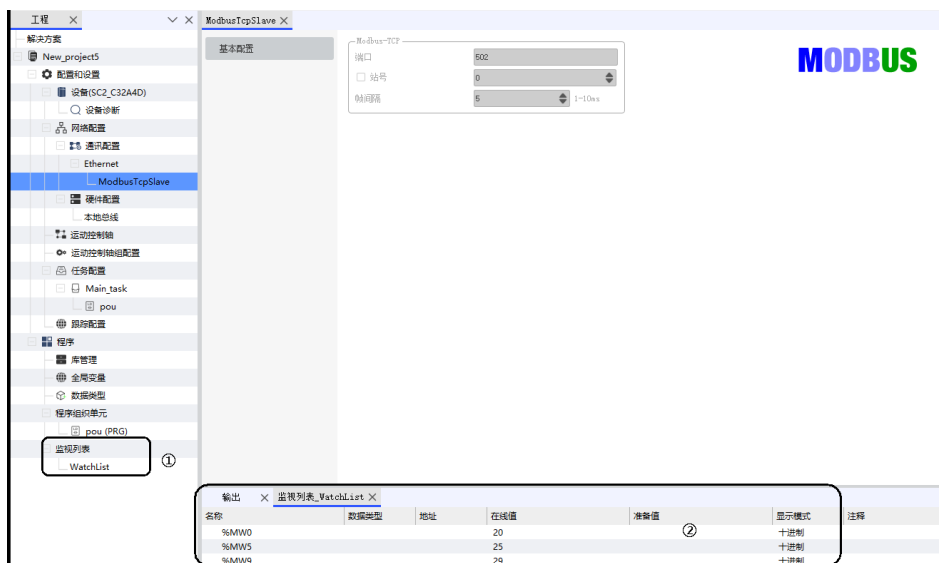 工程
解决方案
New_project5
配置和设置
设备(SC2_C32A4D)
设备诊断
网络配置
通讯配置
Ethernet
ModbusTcpSlave
硬件配置
本地总线
运动控制轴
运动控制轴组配置
任务配置
Main_task
pou
跟踪配置
程序
库管理
全局变量
数据类型
程序组织单元
pou (PRG)
监视列表
WatchList
①
ModbusTcpSlave
基本配置
Modbus-TCP
端口 502
站号 0
帧间隔 5 1-10ms
MODBUS
输出 监视列表_WatchList
名称 数据类型 地址 在线值 准备值 显示模式 注释
%MW0 20 十进制
②
%MW5 25 十进制
%MW9 29 十进制